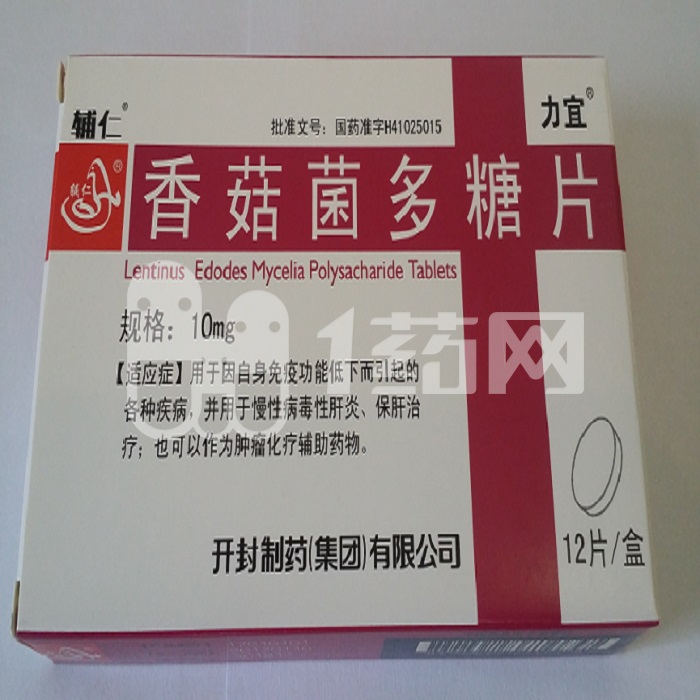 辅仁®
批准文号：国药准字H41025015
力宜®
辅仁®
香菇菌多糖片
Lentinus Edodes Mycelia Polysacharide Tablets
规格：10mg
1药网
【适应症】用于因自身免疫功能低下而引起的
各种疾病，并用于慢性病毒性肝炎、保肝治
疗；也可以作为肿瘤化疗辅助药物。
开封制药(集团)有限公司
12片/盒